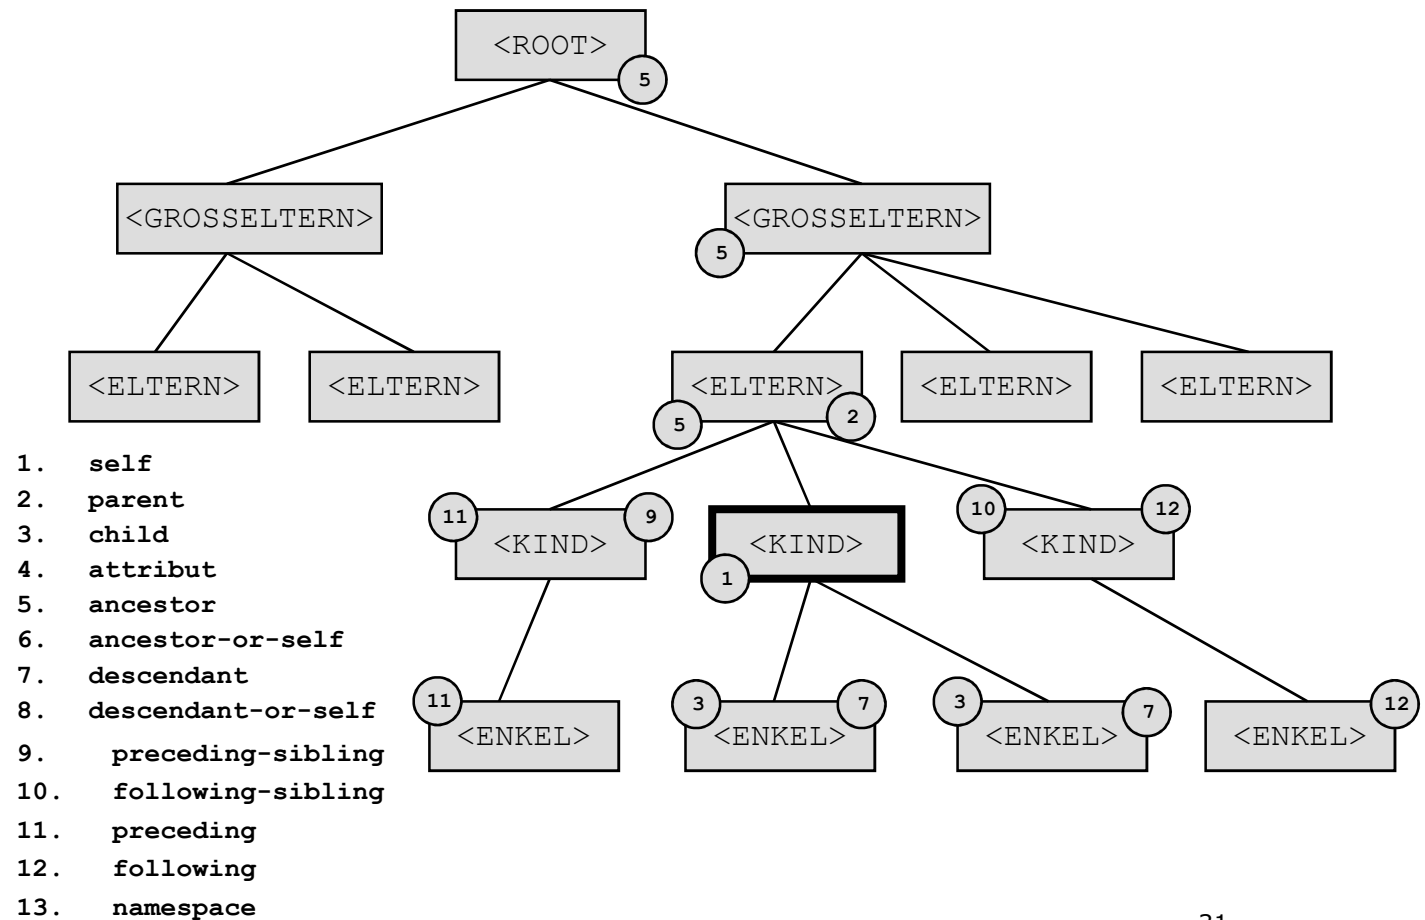 <ROOT>
5
<GROSSELTERN>
<GROSSELTERN>
5
<ELTERN>
<ELTERN>
<ELTERN>
<ELTERN>
<ELTERN>
5
2
1. self
2. parent
3. child
4. attribut
5. ancestor
6. ancestor-or-self
7. descendant
8. descendant-or-self
9. preceding-sibling
10. following-sibling
11. preceding
12. following
13. namespace
11
9
10
12
<KIND>
<KIND>
<KIND>
1
11
3
7
3
7
12
<ENKEL>
<ENKEL>
<ENKEL>
<ENKEL>